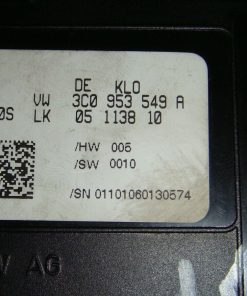 DE KLO
VW 3C0 953 549 A
0S LK 05 1138 10
/HW 005
/SW 0010
/SN 01101060130574
W AG